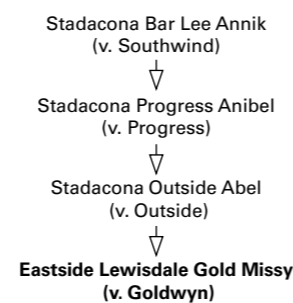 Stadacona Bar Lee Annik
(v. Southwind)
Stadacona Progress Anibel
(v. Progress)
Stadacona Outside Abel
(v. Outside)
Eastside Lewisdale Gold Missy
(v. Goldwyn)